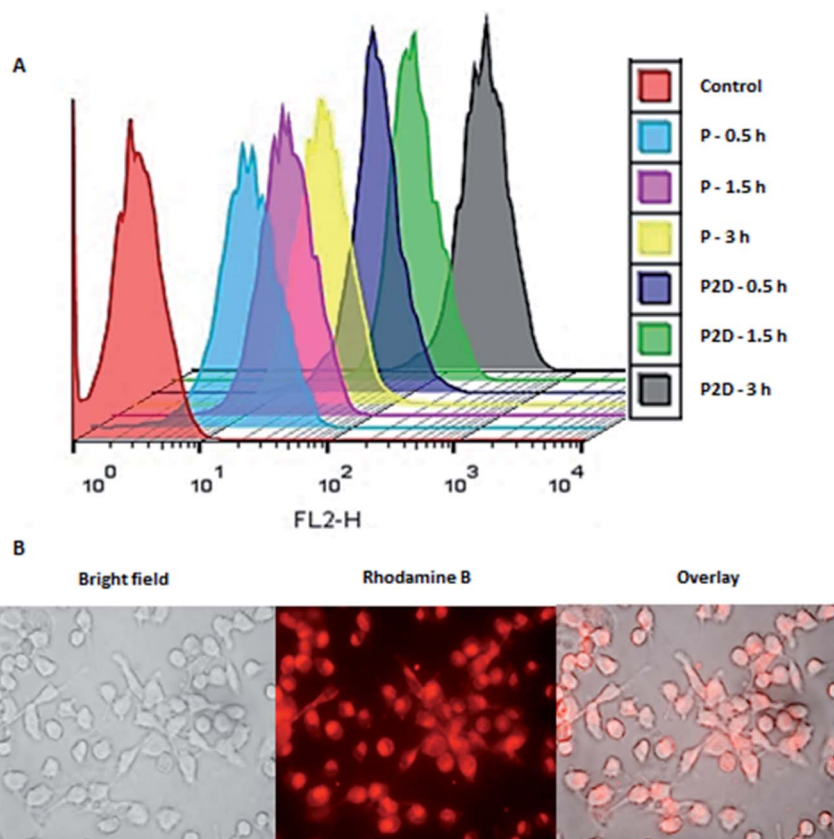 A
Control
P - 0.5 h
P - 1.5 h
P - 3 h
P2D - 0.5 h
P2D - 1.5 h
P2D - 3 h
10^0 10^1 10^2 10^3 10^4
FL2-H
B
Bright field Rhodamine B Overlay